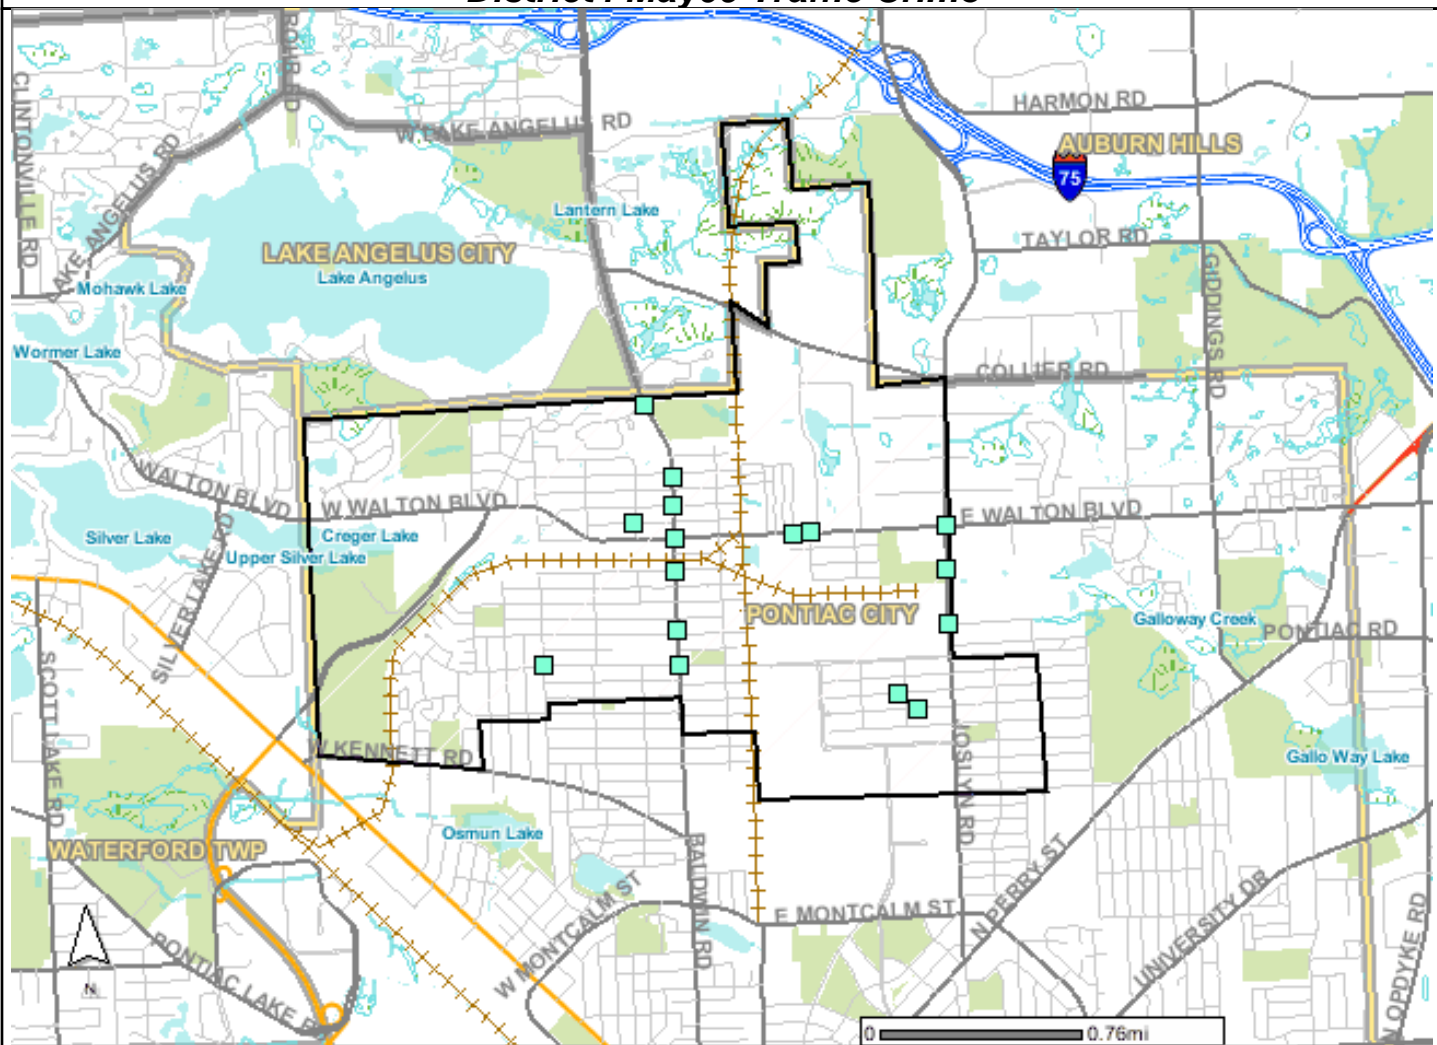 HARMON RD
AUBURN HILLS
75
W LAKE ANGELUS RD
CLINTONVILLE RD
LAKE ANGELUS RD
Lantern Lake
TAYLOR RD
LAKE ANGELUS CITY
Lake Angelus
Mohawk Lake
GIDDINGS RD
Wormer Lake
COLLIER RD
WALTON BLVD
W WALTON BLVD
E WALTON BLVD
Silver Lake
Creger Lake
Upper Silver Lake
SILVER LAKE RD
PONTIAC CITY
Galloway Creek
PONTIAC RD
SCOTT LAKE RD
W KENNETT RD
JOSLYN RD
Gallo Way Lake
Osmun Lake
WATERFORD TWP
BALDWIN RD
N PERRY ST
W MONTCALM ST
E MONTCALM ST
UNIVERSITY DR
N OPDYKE RD
PONTIAC LAKE RD
N
0
0.76mi